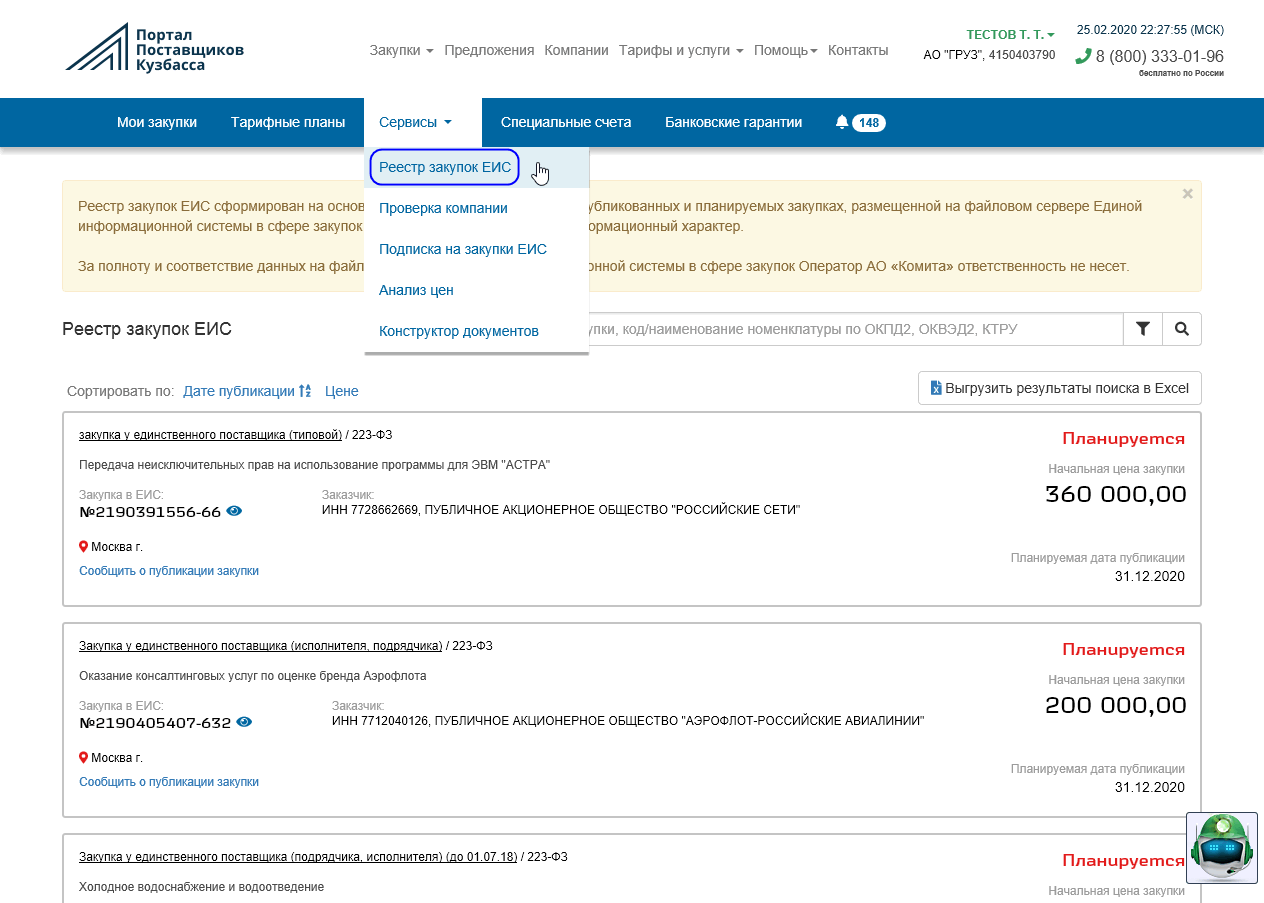 Портал
Поставщиков
Кузбасса
Закупки Предложения Компании Тарифы и услуги Помощь Контакты
ТЕСТОВ Т. Т.
АО "ГРУЗ", 4150403790
25.02.2020 22:27:55 (МСК)
8 (800) 333-01-96
бесплатно по России
Мои закупки Тарифные планы Сервисы Специальные счета Банковские гарантии 148
Реестр закупок ЕИС
Проверка компании
Подписка на закупки ЕИС
Анализ цен
Конструктор документов
Реестр закупок ЕИС сформирован на основ убликованных и планируемых закупках, размещенной на файловом сервере Единой
информационной системы в сфере закупок ормационный характер.
За полноту и соответствие данных на файл онной системы в сфере закупок Оператор АО «Комита» ответственность не несет.
×
Реестр закупок ЕИС
упки, код/наименование номенклатуры по ОКПД2, ОКВЭД2, КТРУ
Сортировать по: Дате публикации Цене
Выгрузить результаты поиска в Excel
закупка у единственного поставщика (типовой) / 223-ФЗ
Планируется
Передача неисключительных прав на использование программы для ЭВМ "АСТРА"
Начальная цена закупки
360 000,00
Закупка в ЕИС:
№2190391556-66
Заказчик:
ИНН 7728662669, ПУБЛИЧНОЕ АКЦИОНЕРНОЕ ОБЩЕСТВО "РОССИЙСКИЕ СЕТИ"
Москва г.
Сообщить о публикации закупки
Планируемая дата публикации
31.12.2020
Закупка у единственного поставщика (исполнителя, подрядчика) / 223-ФЗ
Планируется
Оказание консалтинговых услуг по оценке бренда Аэрофлота
Начальная цена закупки
200 000,00
Закупка в ЕИС:
№2190405407-632
Заказчик:
ИНН 7712040126, ПУБЛИЧНОЕ АКЦИОНЕРНОЕ ОБЩЕСТВО "АЭРОФЛОТ-РОССИЙСКИЕ АВИАЛИНИИ"
Москва г.
Сообщить о публикации закупки
Планируемая дата публикации
31.12.2020
Закупка у единственного поставщика (подрядчика, исполнителя) (до 01.07.18) / 223-ФЗ
Планируется
Холодное водоснабжение и водоотведение
Начальная цена закупки